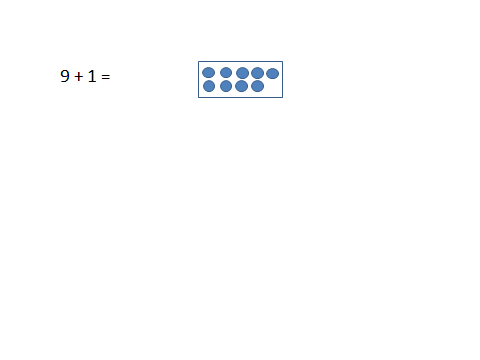 9 + 1 =